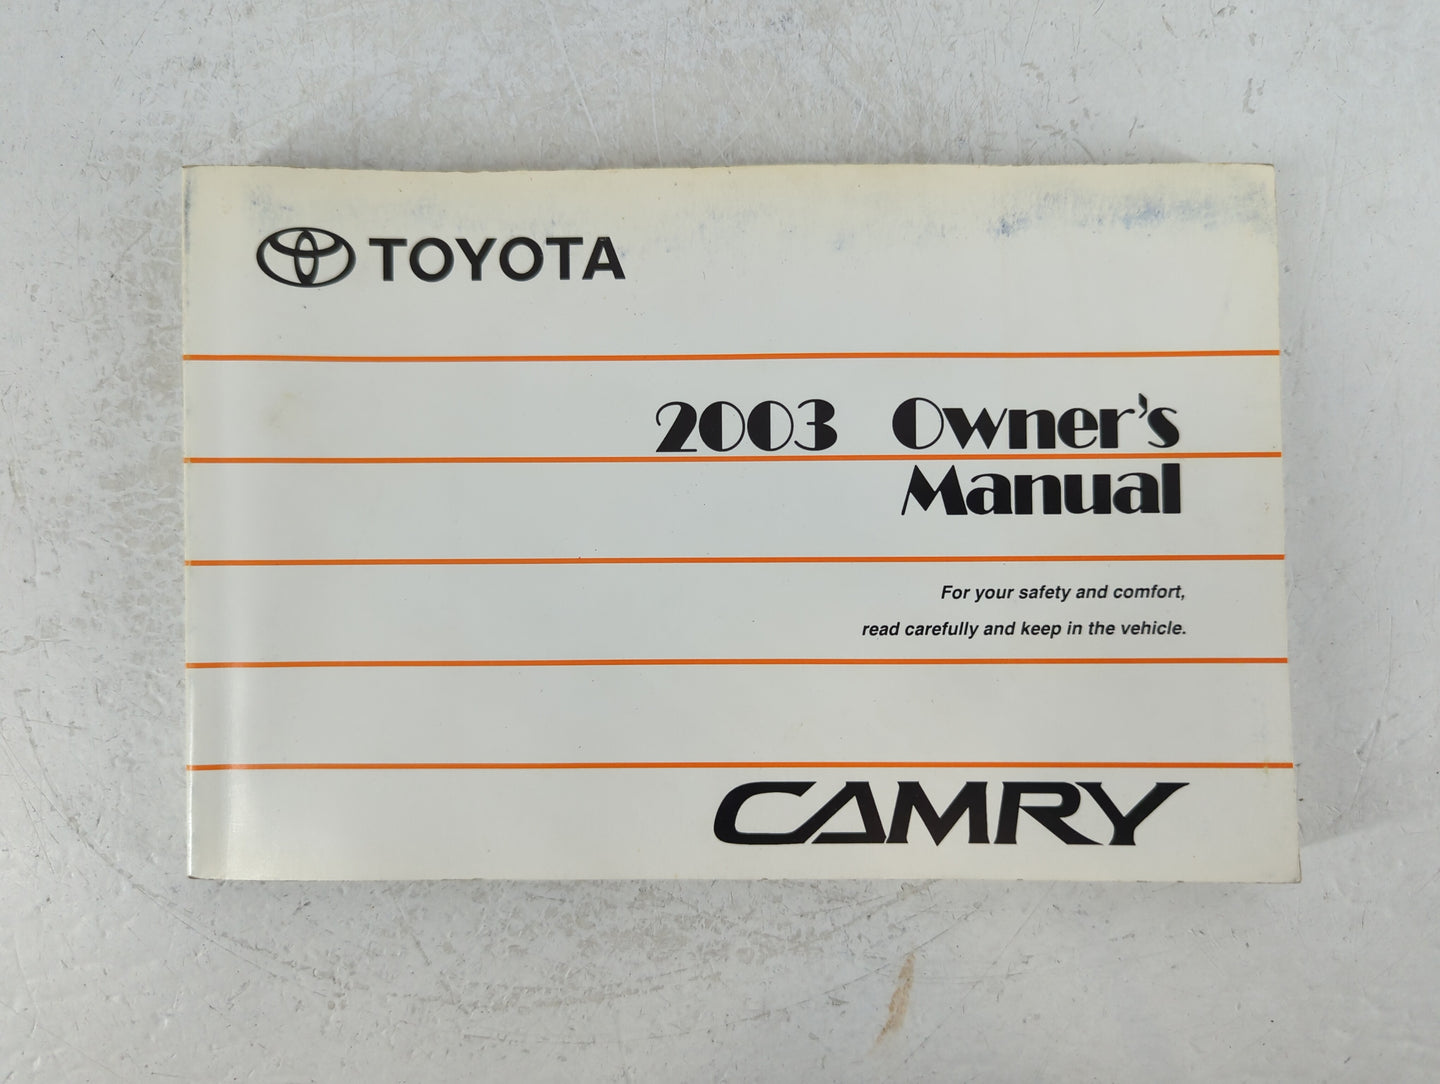 TOYOTA
2003 Owner's
Manual
For your safety and comfort,
read carefully and keep in the vehicle.
CAMRY